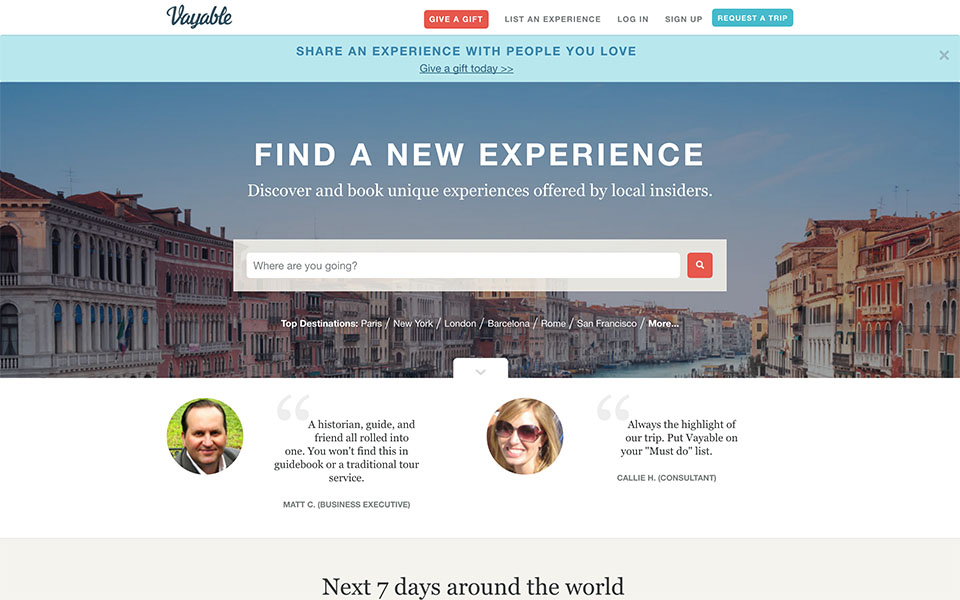 Vayable
GIVE A GIFT
LIST AN EXPERIENCE
LOG IN
SIGN UP
REQUEST A TRIP
SHARE AN EXPERIENCE WITH PEOPLE YOU LOVE
Give a gift today >>
FIND A NEW EXPERIENCE
Discover and book unique experiences offered by local insiders.
Where are you going?
Top Destinations: Paris / New York / London / Barcelona / Rome / San Francisco / More...
A historian, guide, and
friend all rolled into
one. You won't find this in
guidebook or a traditional tour
service.
MATT C. (BUSINESS EXECUTIVE)
Always the highlight of
our trip. Put Vayable on
your "Must do" list.
CALLIE H. (CONSULTANT)
Next 7 days around the world